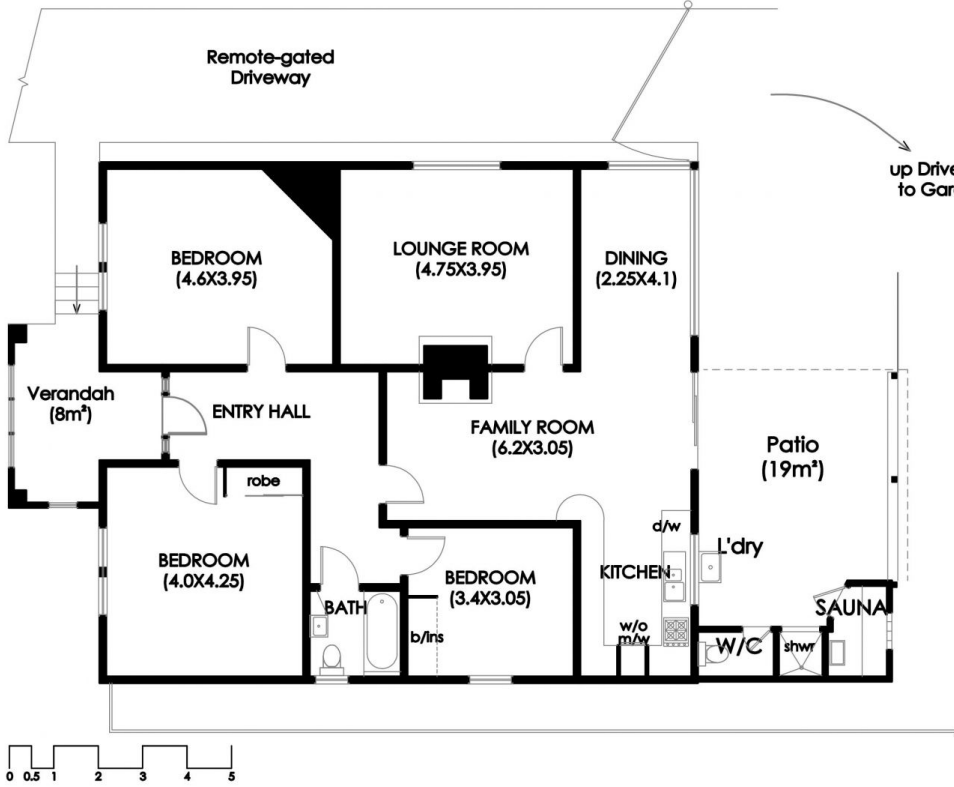 Remote-gated
Driveway
up Drive
to Gar
BEDROOM
(4.6X3.95)
LOUNGE ROOM
(4.75X3.95)
DINING
(2.25X4.1)
Verandah
(8m²)
ENTRY HALL
FAMILY ROOM
(6.2X3.05)
Patio
(19m²)
robe
d/w
L'dry
BEDROOM
(4.0X4.25)
BEDROOM
(3.4X3.05)
KITCHEN
BATH
SAUNA
b/ins
w/o
m/w
W/C
shwr
0 0.5 1 2 3 4 5